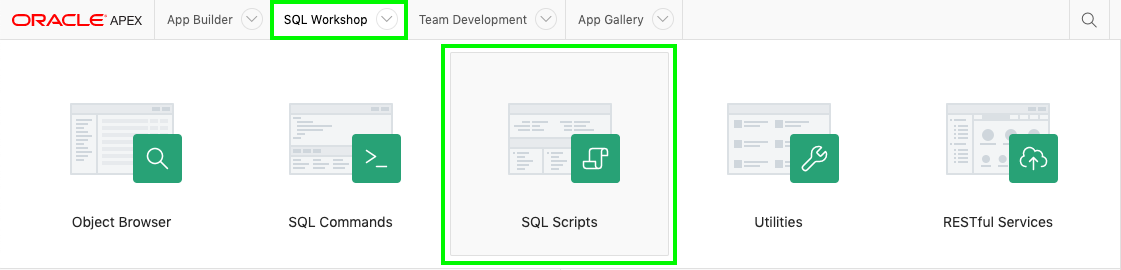 ORACLE APEX App Builder SQL Workshop Team Development App Gallery
>_
Object Browser SQL Commands SQL Scripts Utilities RESTful Services